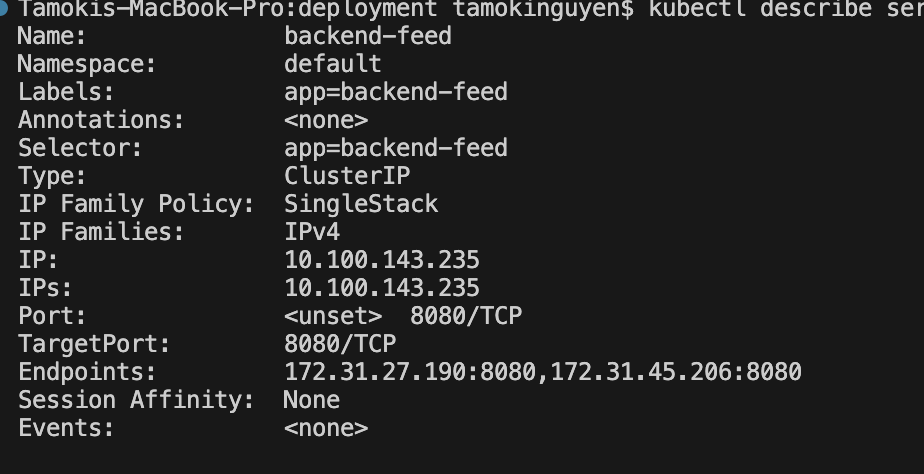 Tamokis-MacBook-Pro:deployment tamokinguyen$ kubectl describe
Name: backend-feed
Namespace: default
Labels: app=backend-feed
Annotations: <none>
Selector: app=backend-feed
Type: ClusterIP
IP Family Policy: SingleStack
IP Families: IPv4
IP: 10.100.143.235
IPs: 10.100.143.235
Port: <unset> 8080/TCP
TargetPort: 8080/TCP
Endpoints: 172.31.27.190:8080,172.31.45.206:8080
Session Affinity: None
Events: <none>